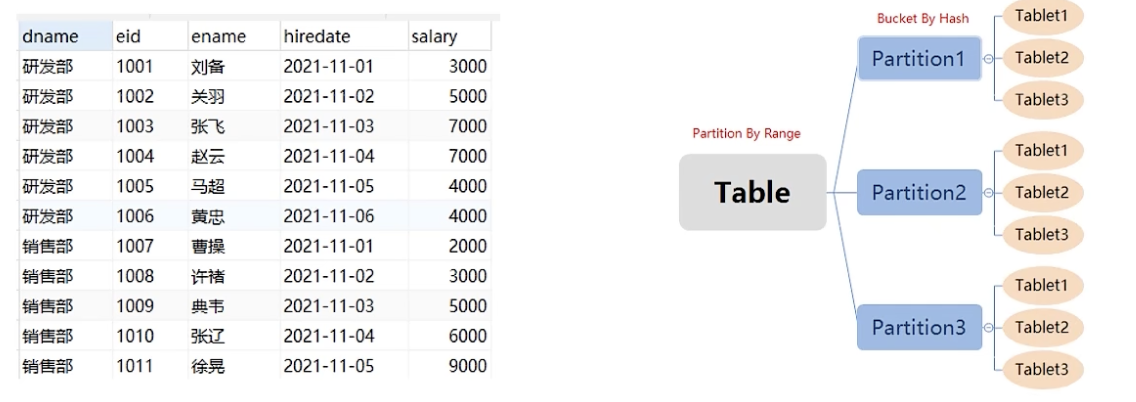 dname eid ename hiredate salary
研发部 1001 刘备 2021-11-01 3000
研发部 1002 关羽 2021-11-02 5000
研发部 1003 张飞 2021-11-03 7000
研发部 1004 赵云 2021-11-04 7000
研发部 1005 马超 2021-11-05 4000
研发部 1006 黄忠 2021-11-06 4000
销售部 1007 曹操 2021-11-01 2000
销售部 1008 许褚 2021-11-02 3000
销售部 1009 典韦 2021-11-03 5000
销售部 1010 张辽 2021-11-04 6000
销售部 1011 徐晃 2021-11-05 9000
Partition By Range
Table
Bucket By Hash
Partition1
Tablet1
Tablet2
Tablet3
Partition2
Tablet1
Tablet2
Tablet3
Partition3
Tablet1
Tablet2
Tablet3